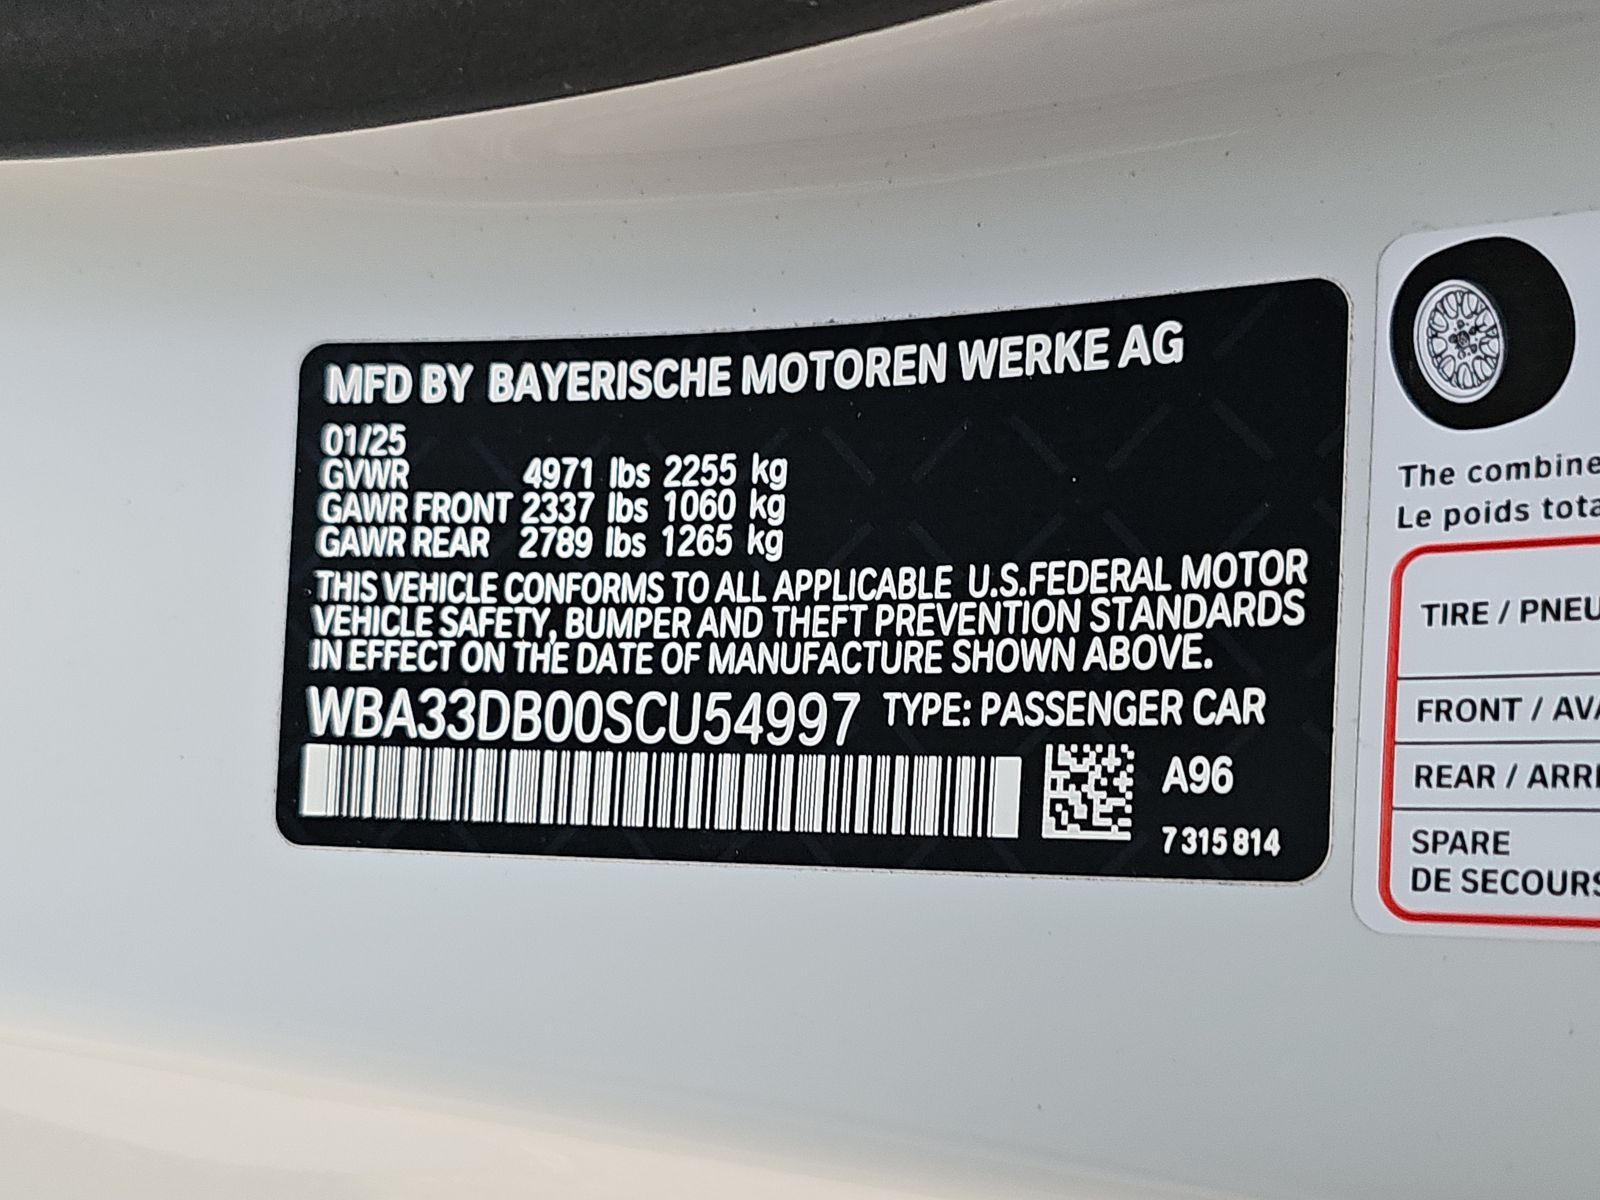 MFD BY BAYERISCHE MOTOREN WERKE AG
01/25
GVWR 4971 lbs 2255 kg
GAWR FRONT 2337 lbs 1060 kg
GAWR REAR 2789 lbs 1265 kg
THIS VEHICLE CONFORMS TO ALL APPLICABLE U.S.FEDERAL MOTOR
VEHICLE SAFETY, BUMPER AND THEFT PREVENTION STANDARDS
IN EFFECT ON THE DATE OF MANUFACTURE SHOWN ABOVE.
WBA33DB00SCU54997 TYPE: PASSENGER CAR
A96
7 315 814
The combine
Le poids tota
TIRE / PNEU
FRONT / AVA
REAR / ARRI
SPARE
DE SECOURS